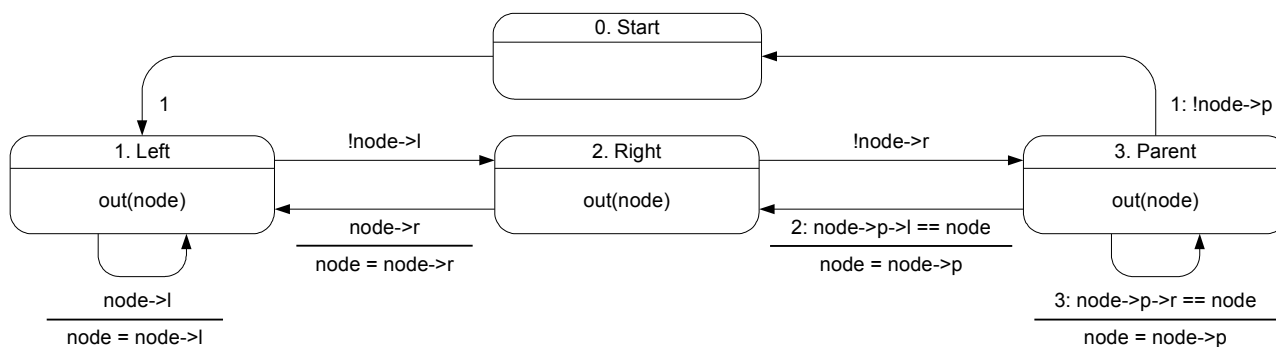 0. Start
1
1: !node->p
1. Left
out(node)
!node->l
2. Right
out(node)
!node->r
3. Parent
out(node)
node->r
node = node->r
2: node->p->l == node
node = node->p
node->l
node = node->l
3: node->p->r == node
node = node->p